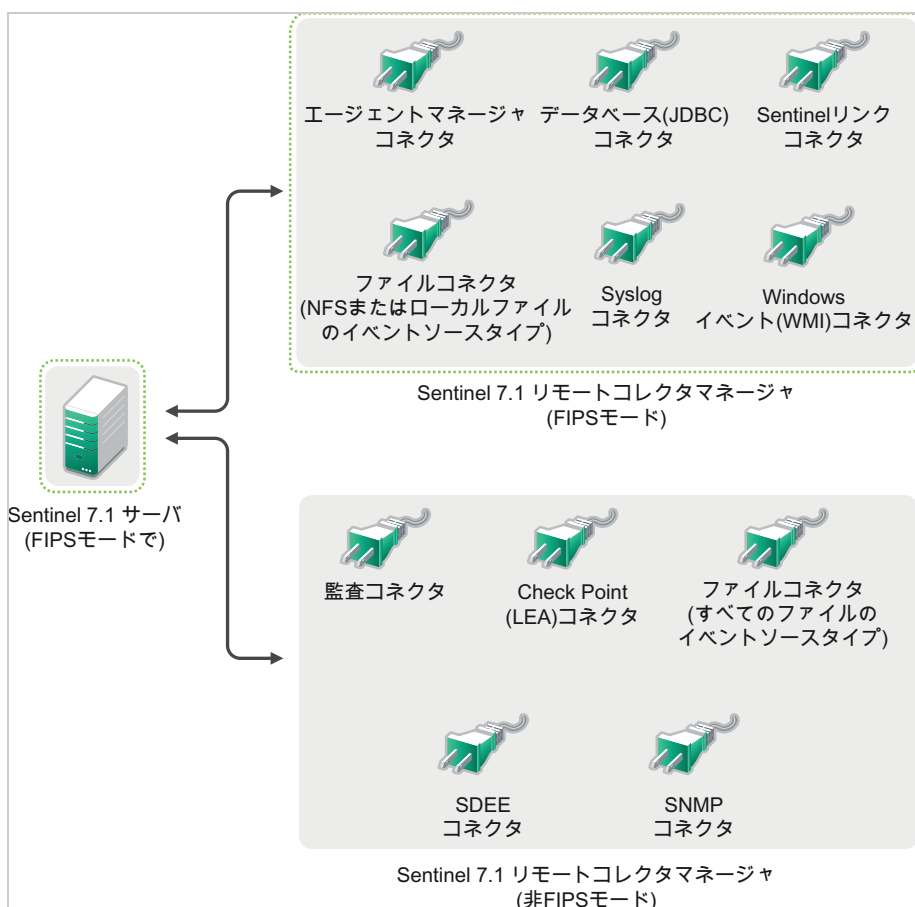 エージェントマネージャ
コネクタ
データベース(JDBC)
コネクタ
Sentinelリンク
コネクタ
ファイルコネクタ
(NFSまたはローカルファイル
のイベントソースタイプ)
Syslog
コネクタ
Windows
イベント(WMI)コネクタ
Sentinel 7.1 リモートコレクタマネージャ
(FIPSモード)
Sentinel 7.1 サーバ
(FIPSモードで)
監査コネクタ
Check Point
(LEA)コネクタ
ファイルコネクタ
(すべてのファイルの
イベントソースタイプ)
SDEE
コネクタ
SNMP
コネクタ
Sentinel 7.1 リモートコレクタマネージャ
(非FIPSモード)